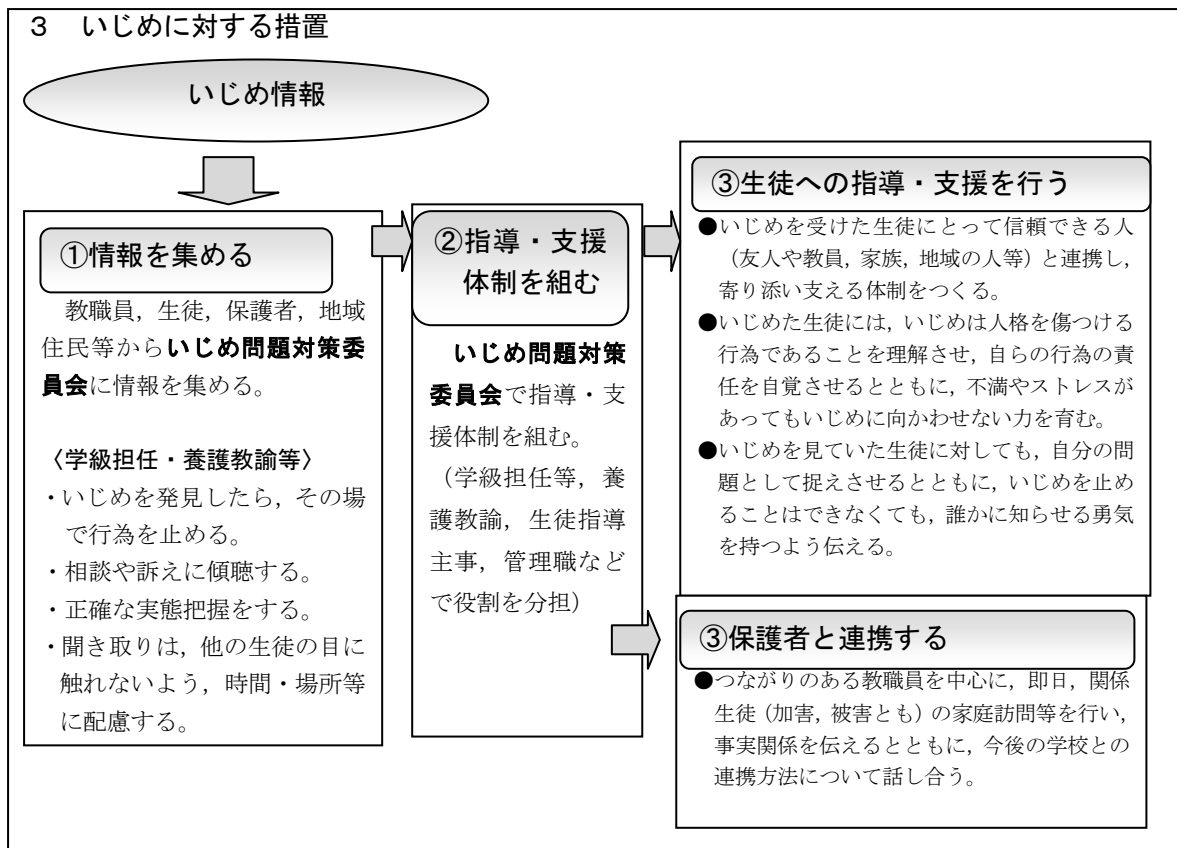 3 いじめに対する措置
いじめ情報
①情報を集める
教職員，生徒，保護者，地域
住民等からいじめ問題対策委
員会に情報を集める。
〈学級担任・養護教諭等〉
・いじめを発見したら，その場
で行為を止める。
・相談や訴えに傾聴する。
・正確な実態把握をする。
・聞き取りは，他の生徒の目に
触れないよう，時間・場所等
に配慮する。
②指導・支援
体制を組む
いじめ問題対策
委員会で指導・支
援体制を組む。
（学級担任等，養
護教諭，生徒指導
主事，管理職など
で役割を分担）
③生徒への指導・支援を行う
●いじめを受けた生徒にとって信頼できる人
（友人や教員，家族，地域の人等）と連携し，
寄り添い支える体制をつくる。
●いじめた生徒には，いじめは人格を傷つける
行為であることを理解させ，自らの行為の責
任を自覚させるとともに，不満やストレスが
あってもいじめに向かわせない力を育む。
●いじめを見ていた生徒に対しても，自分の問
題として捉えさせるとともに，いじめを止め
ることはできなくても，誰かに知らせる勇気
を持つよう伝える。
③保護者と連携する
●つながりのある教職員を中心に，即日，関係
生徒（加害，被害とも）の家庭訪問等を行い，
事実関係を伝えるとともに，今後の学校との
連携方法について話し合う。